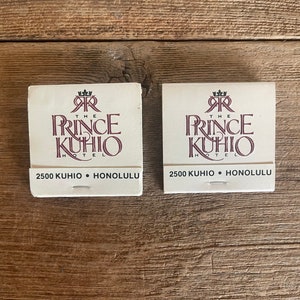 THE
PRINCE
KUHIO
HOTEL
2500 KUHIO • HONOLULU
THE
PRINCE
KUHIO
HOTEL
2500 KUHIO • HONOLULU